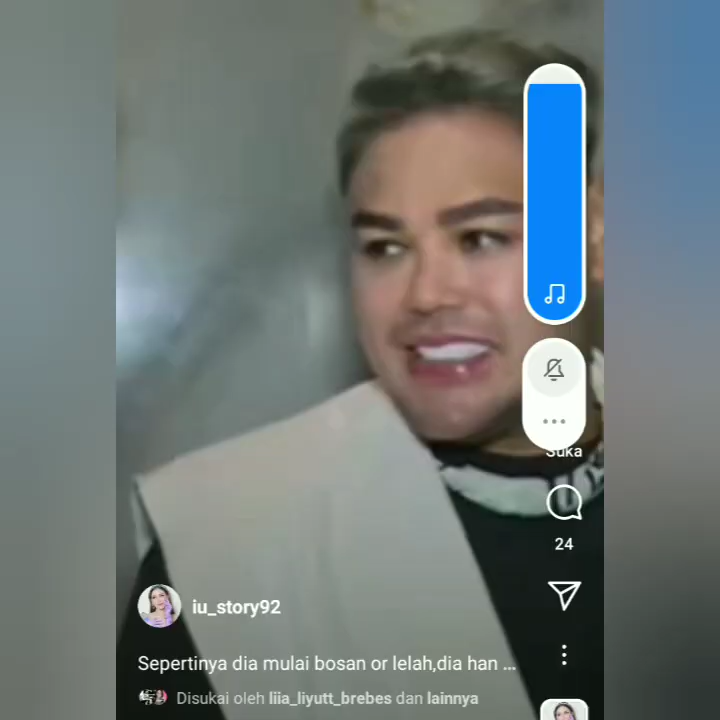 Suka
24
iu_story92
Sepertinya dia mulai bosan or lelah,dia han ...
Disukai oleh liia_liyutt_brebes dan lainnya